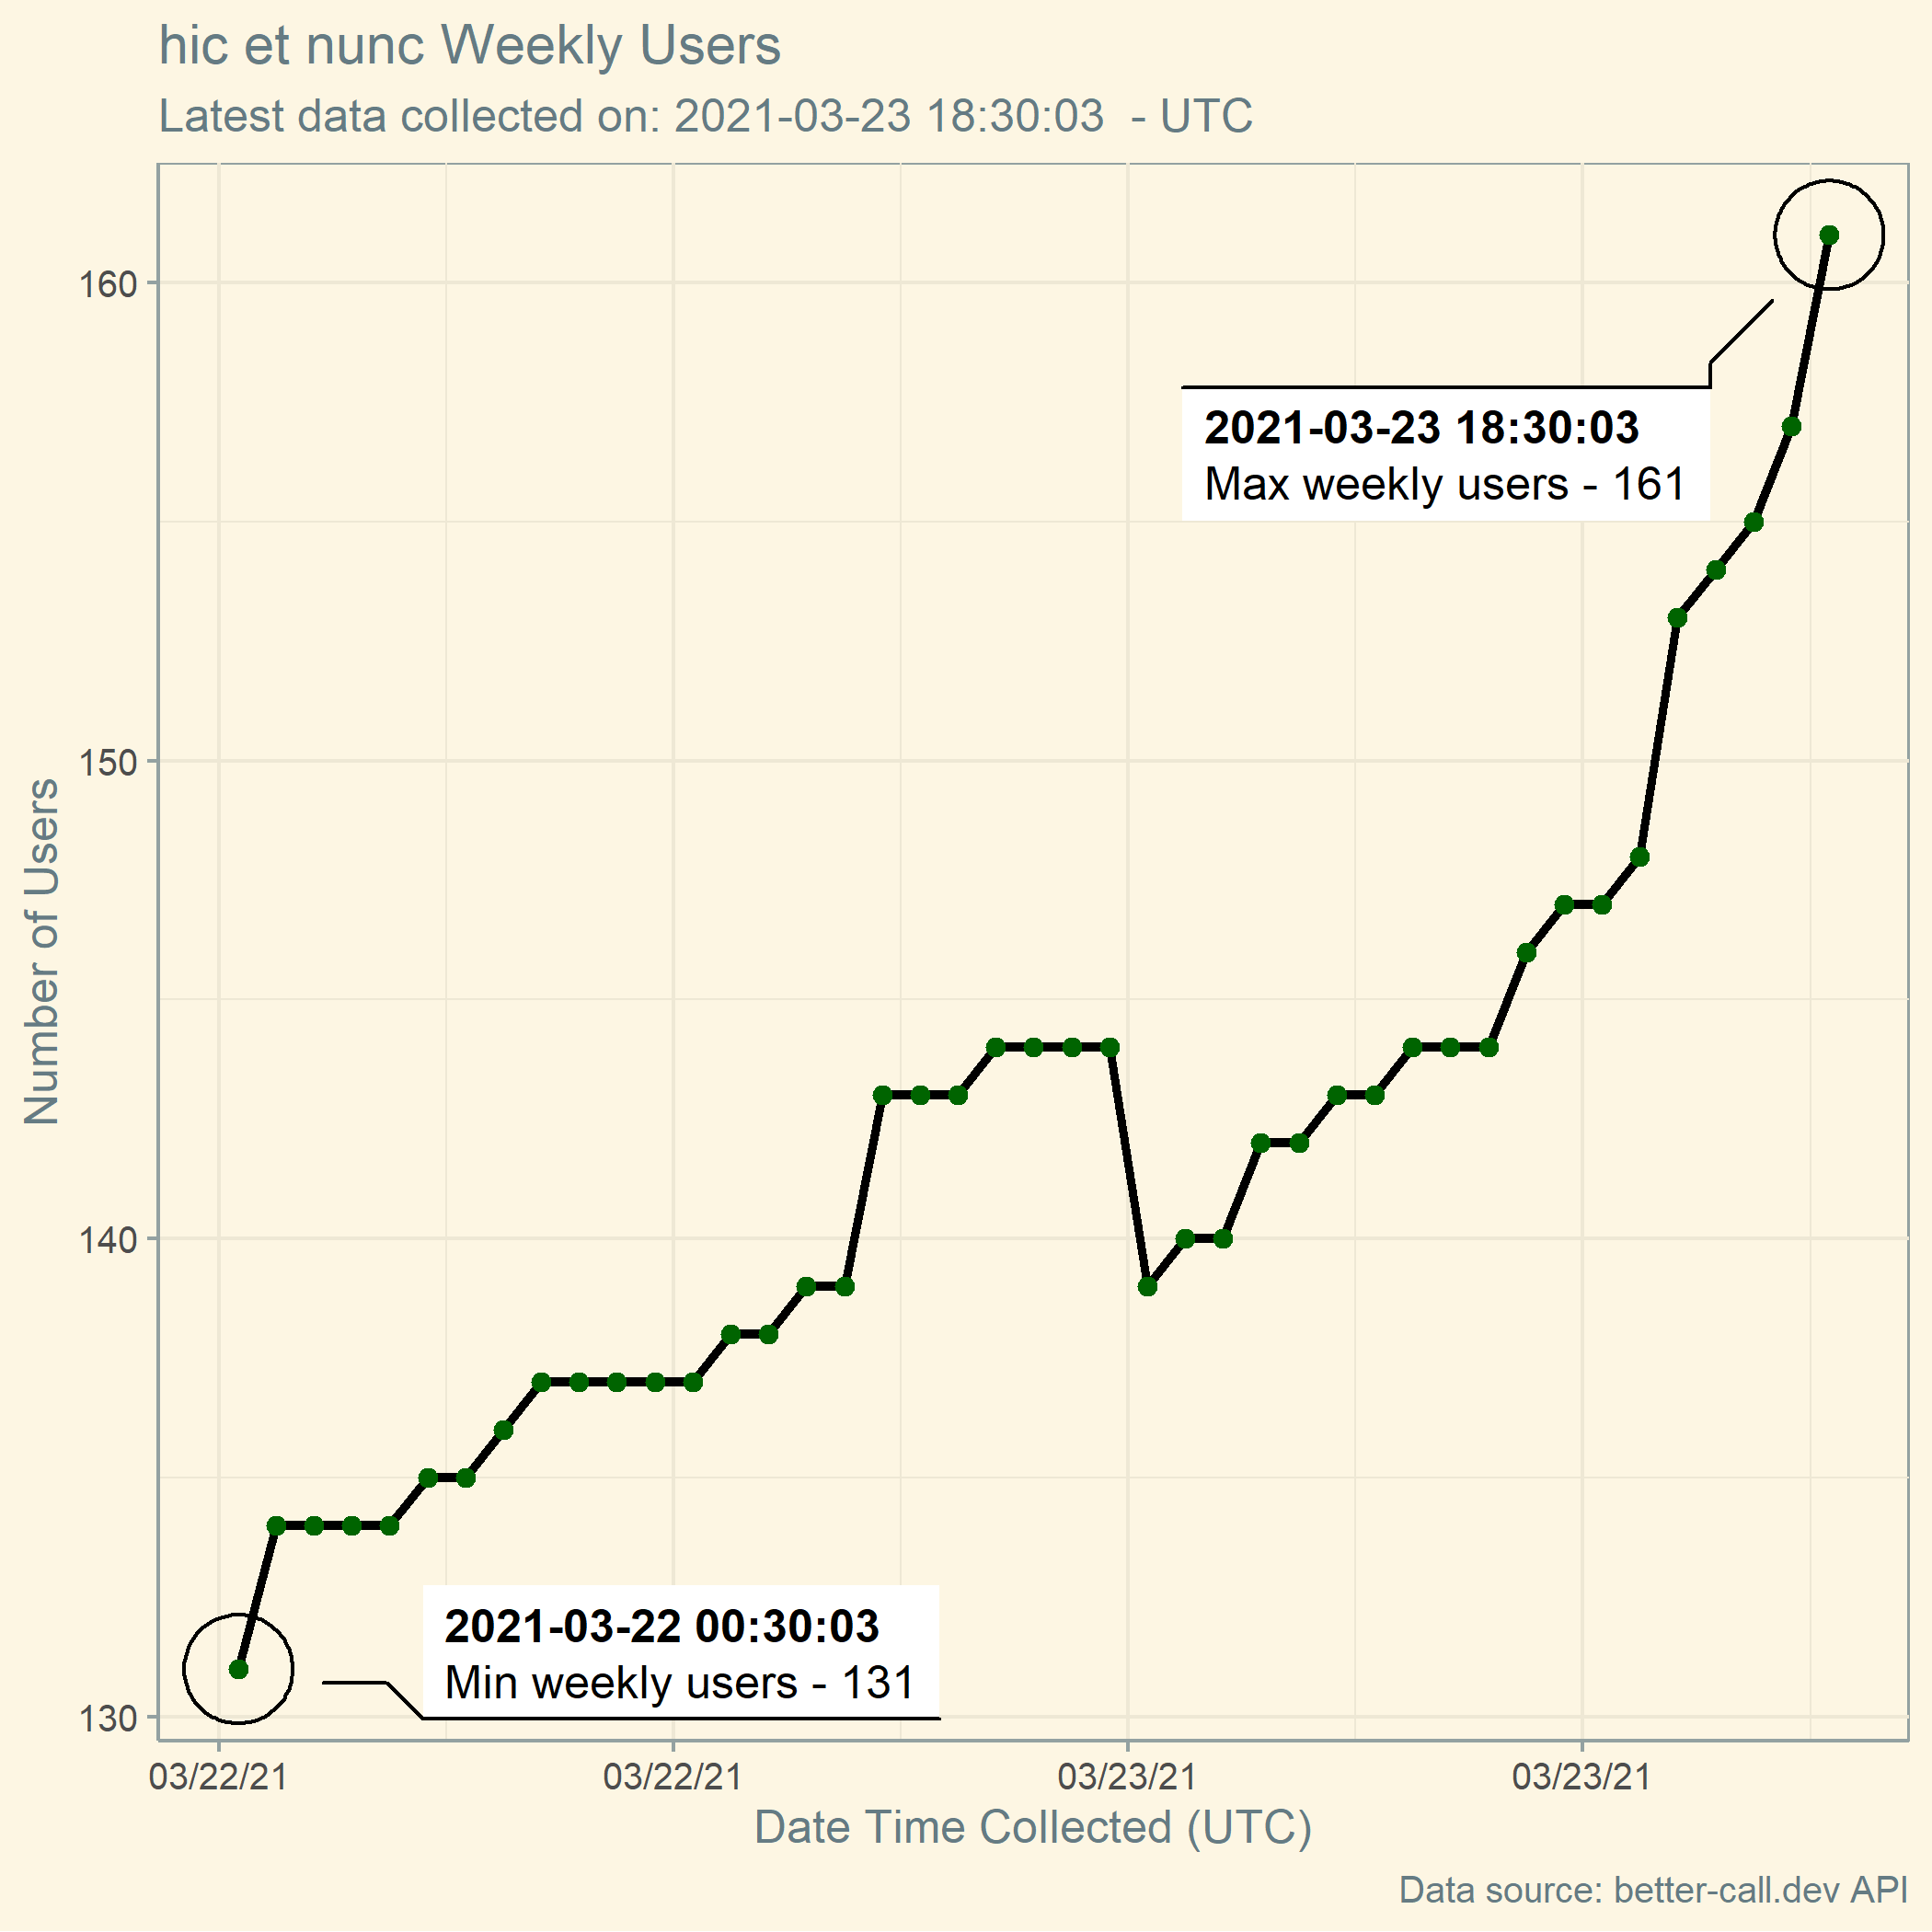 hic et nunc Weekly Users
Latest data collected on: 2021-03-23 18:30:03  - UTC
160
2021-03-23 18:30:03
Max weekly users - 161
150
Number of Users
140
2021-03-22 00:30:03
Min weekly users - 131
130
03/22/21 03/22/21 03/23/21 03/23/21
Date Time Collected (UTC)
Data source: better-call.dev API